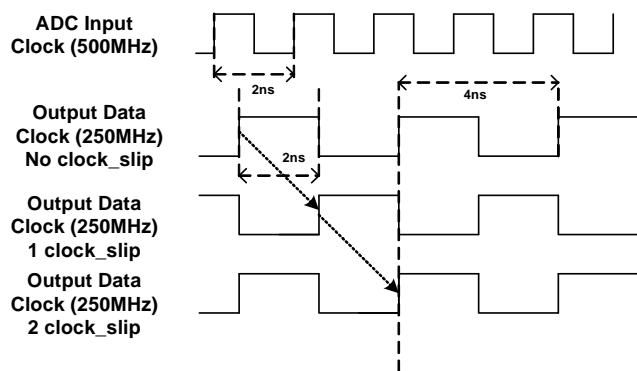 ADC Input
Clock (500MHz)
2ns
4ns
Output Data
Clock (250MHz)
No clock_slip
2ns
Output Data
Clock (250MHz)
1 clock_slip
Output Data
Clock (250MHz)
2 clock_slip